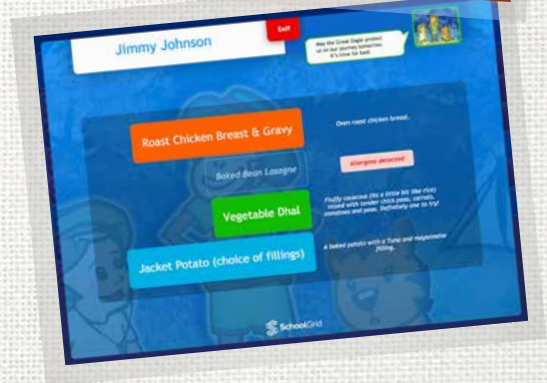 Jimmy Johnson
Exit
May the Great Eagle protect
us on our journey tomorrow.
It's time for bed!
Roast Chicken Breast & Gravy
Oven roast chicken breast.
Baked Bean Lasagne
Allergens detected
Vegetable Dhal
Fluffy couscous (its a little bit like rice)
mixed with tender chick peas, carrots,
tomatoes and peas. Definitely one to try!
Jacket Potato (choice of fillings)
A baked potato with a Tuna and mayonnaise
filling.
SchoolGrid